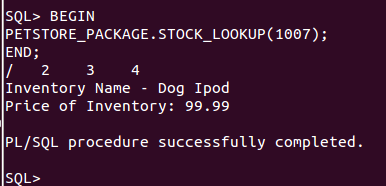 SQL> BEGIN
PETSTORE_PACKAGE.STOCK_LOOKUP(1007);
END;
/   2    3    4
Inventory Name - Dog Ipod
Price of Inventory: 99.99

PL/SQL procedure successfully completed.

SQL>